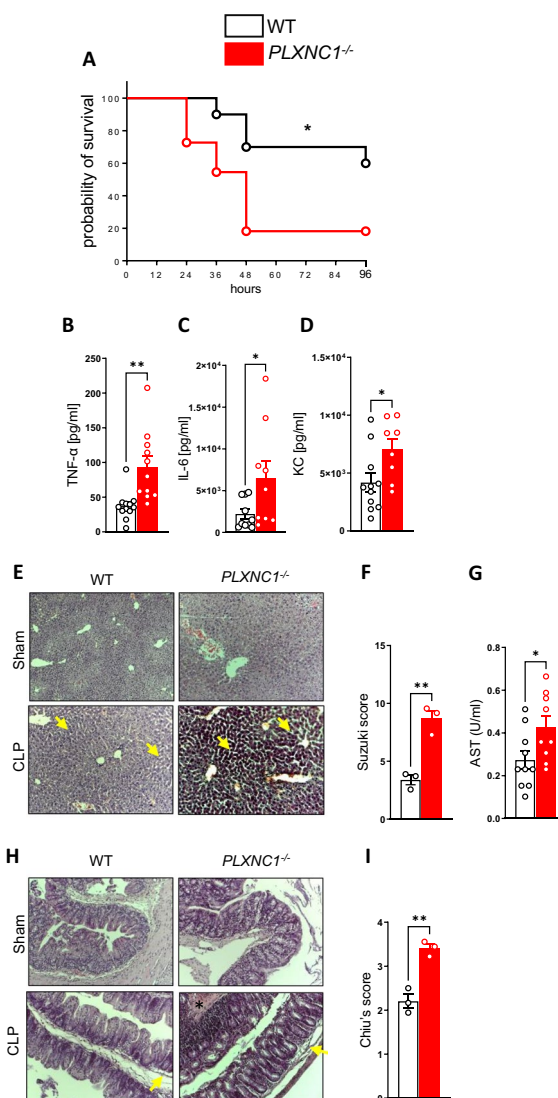 WT
PLXNC1-/-
A
probability of survival
100
80
60
40
20
0
*
0 12 24 36 48 60 72 84 96
hours
B
TNF-α [pg/ml]
250
200
150
100
50
0
**
C
IL-6 [pg/ml]
2×10⁴
1.5×10⁴
1×10⁴
5×10³
0
*
D
KC [pg/ml]
1.5×10⁴
1×10⁴
5×10³
0
*
E
WT
PLXNC1-/-
Sham
CLP
F
Suzuki score
15
10
5
0
**
G
AST (U/ml)
0.8
0.6
0.4
0.2
0.0
*
H
WT
PLXNC1-/-
Sham
CLP
*
I
Chiu's score
4
3
2
1
0
**